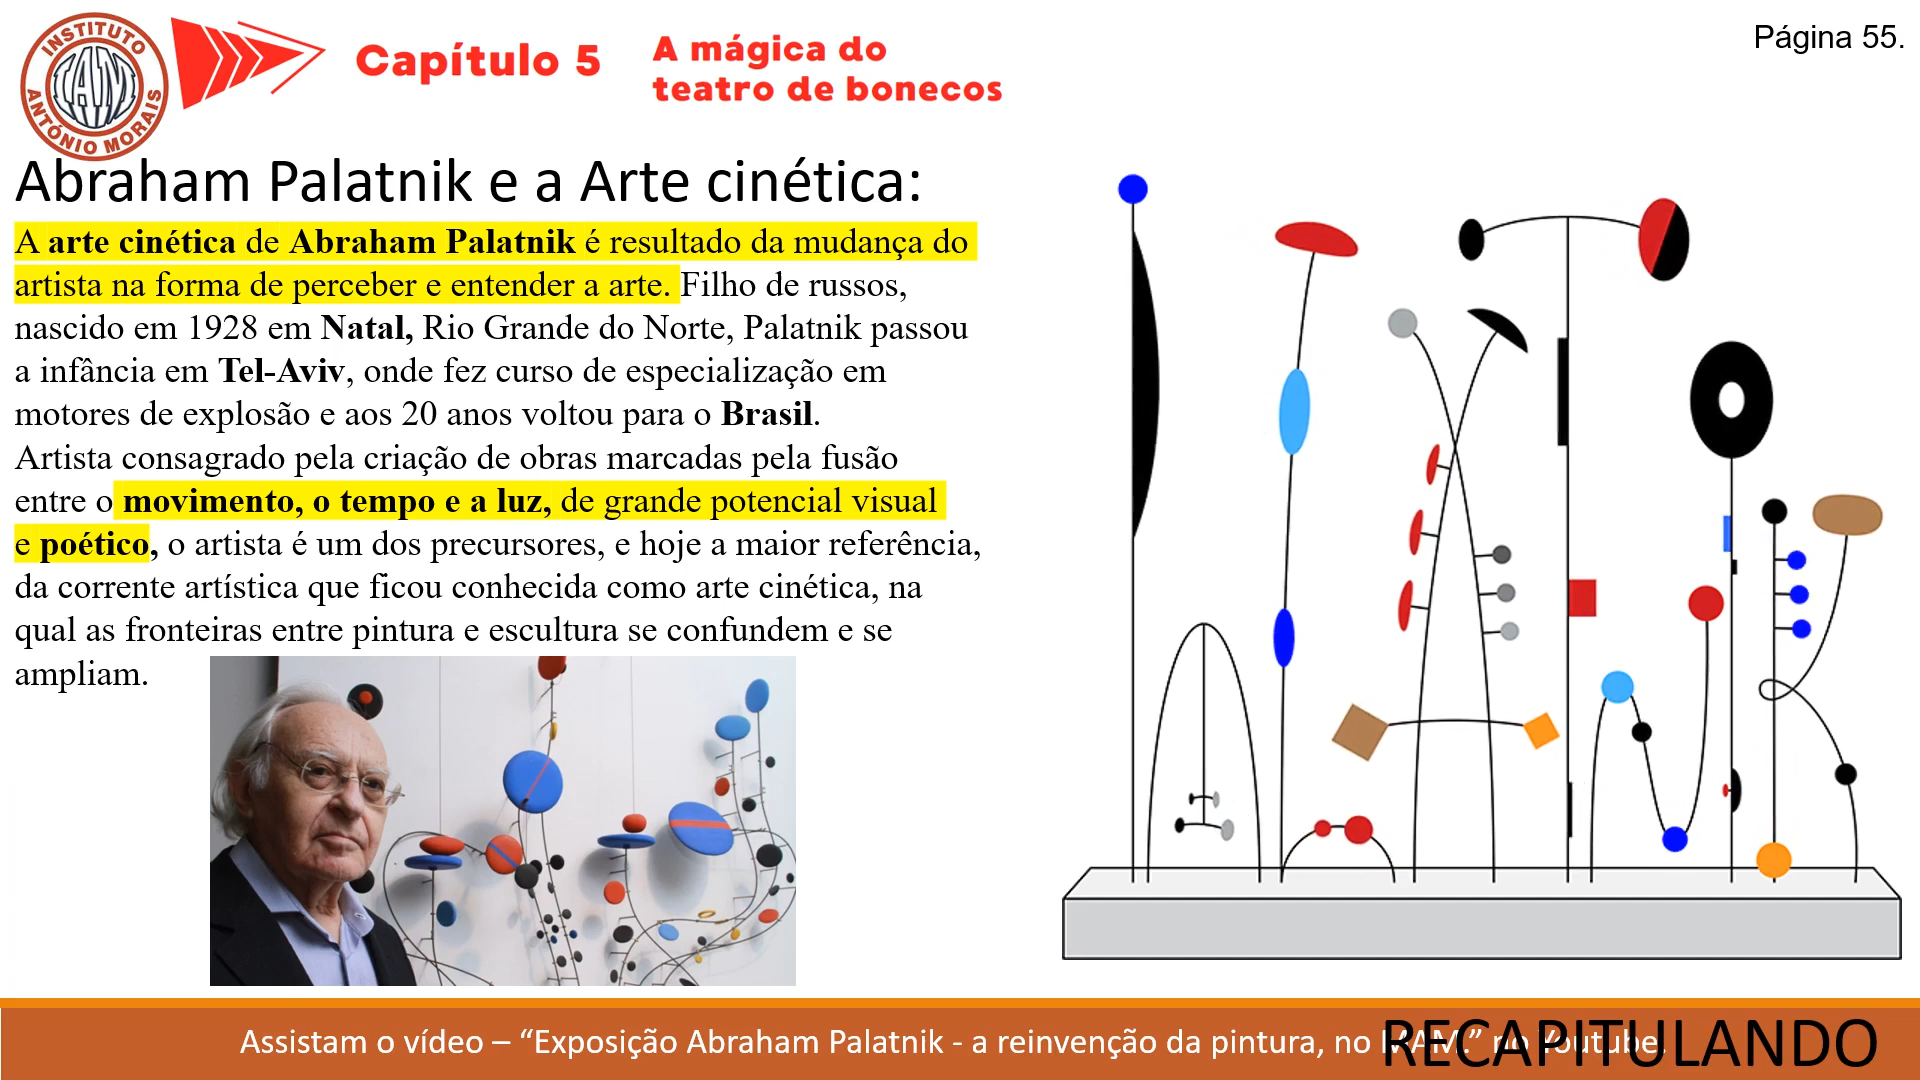 INSTITUTO
IAM
ANTÓNIO MORAIS
Capítulo 5
A mágica do
teatro de bonecos
Página 55.
Abraham Palatnik e a Arte cinética:
A arte cinética de Abraham Palatnik é resultado da mudança do
artista na forma de perceber e entender a arte. Filho de russos,
nascido em 1928 em Natal, Rio Grande do Norte, Palatnik passou
a infância em Tel-Aviv, onde fez curso de especialização em
motores de explosão e aos 20 anos voltou para o Brasil.
Artista consagrado pela criação de obras marcadas pela fusão
entre o movimento, o tempo e a luz, de grande potencial visual
e poético, o artista é um dos precursores, e hoje a maior referência,
da corrente artística que ficou conhecida como arte cinética, na
qual as fronteiras entre pintura e escultura se confundem e se
ampliam.
Assistam o vídeo – “Exposição Abraham Palatnik - a reinvenção da pintura, no MAM.” no Youtube.
RECAPITULANDO